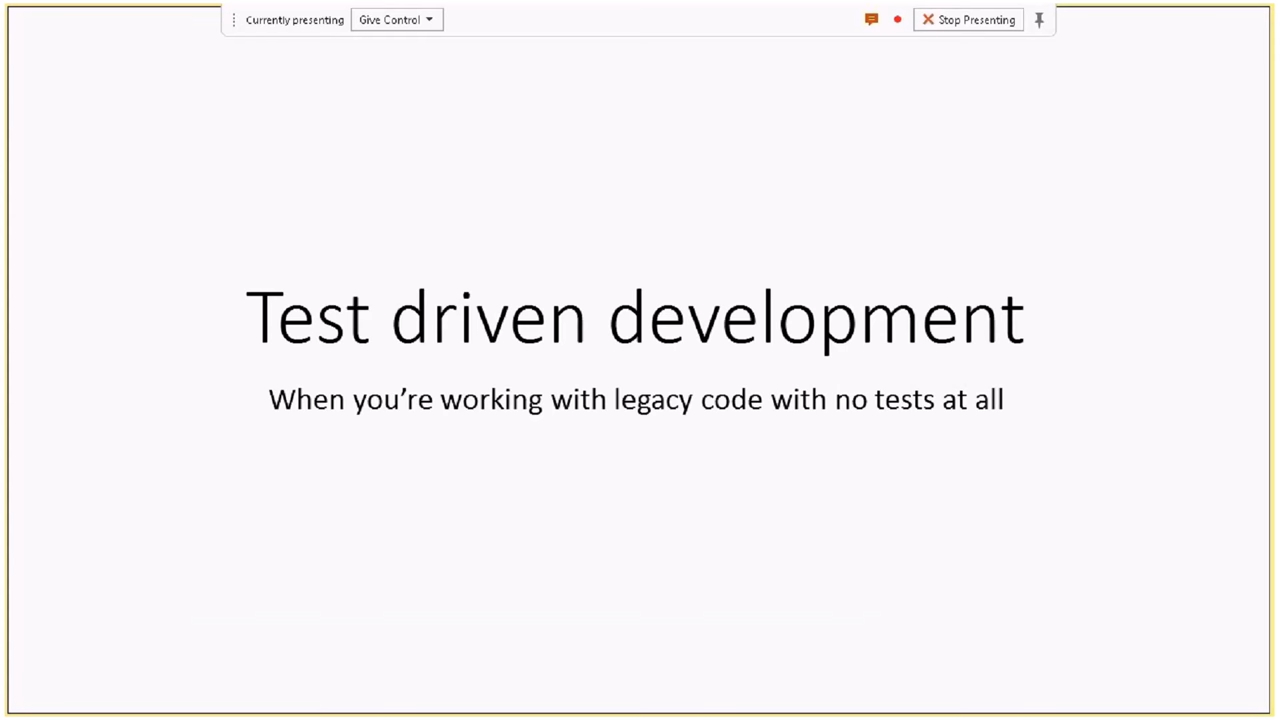 Currently presenting Give Control Stop Presenting
Test driven development
When you’re working with legacy code with no tests at all